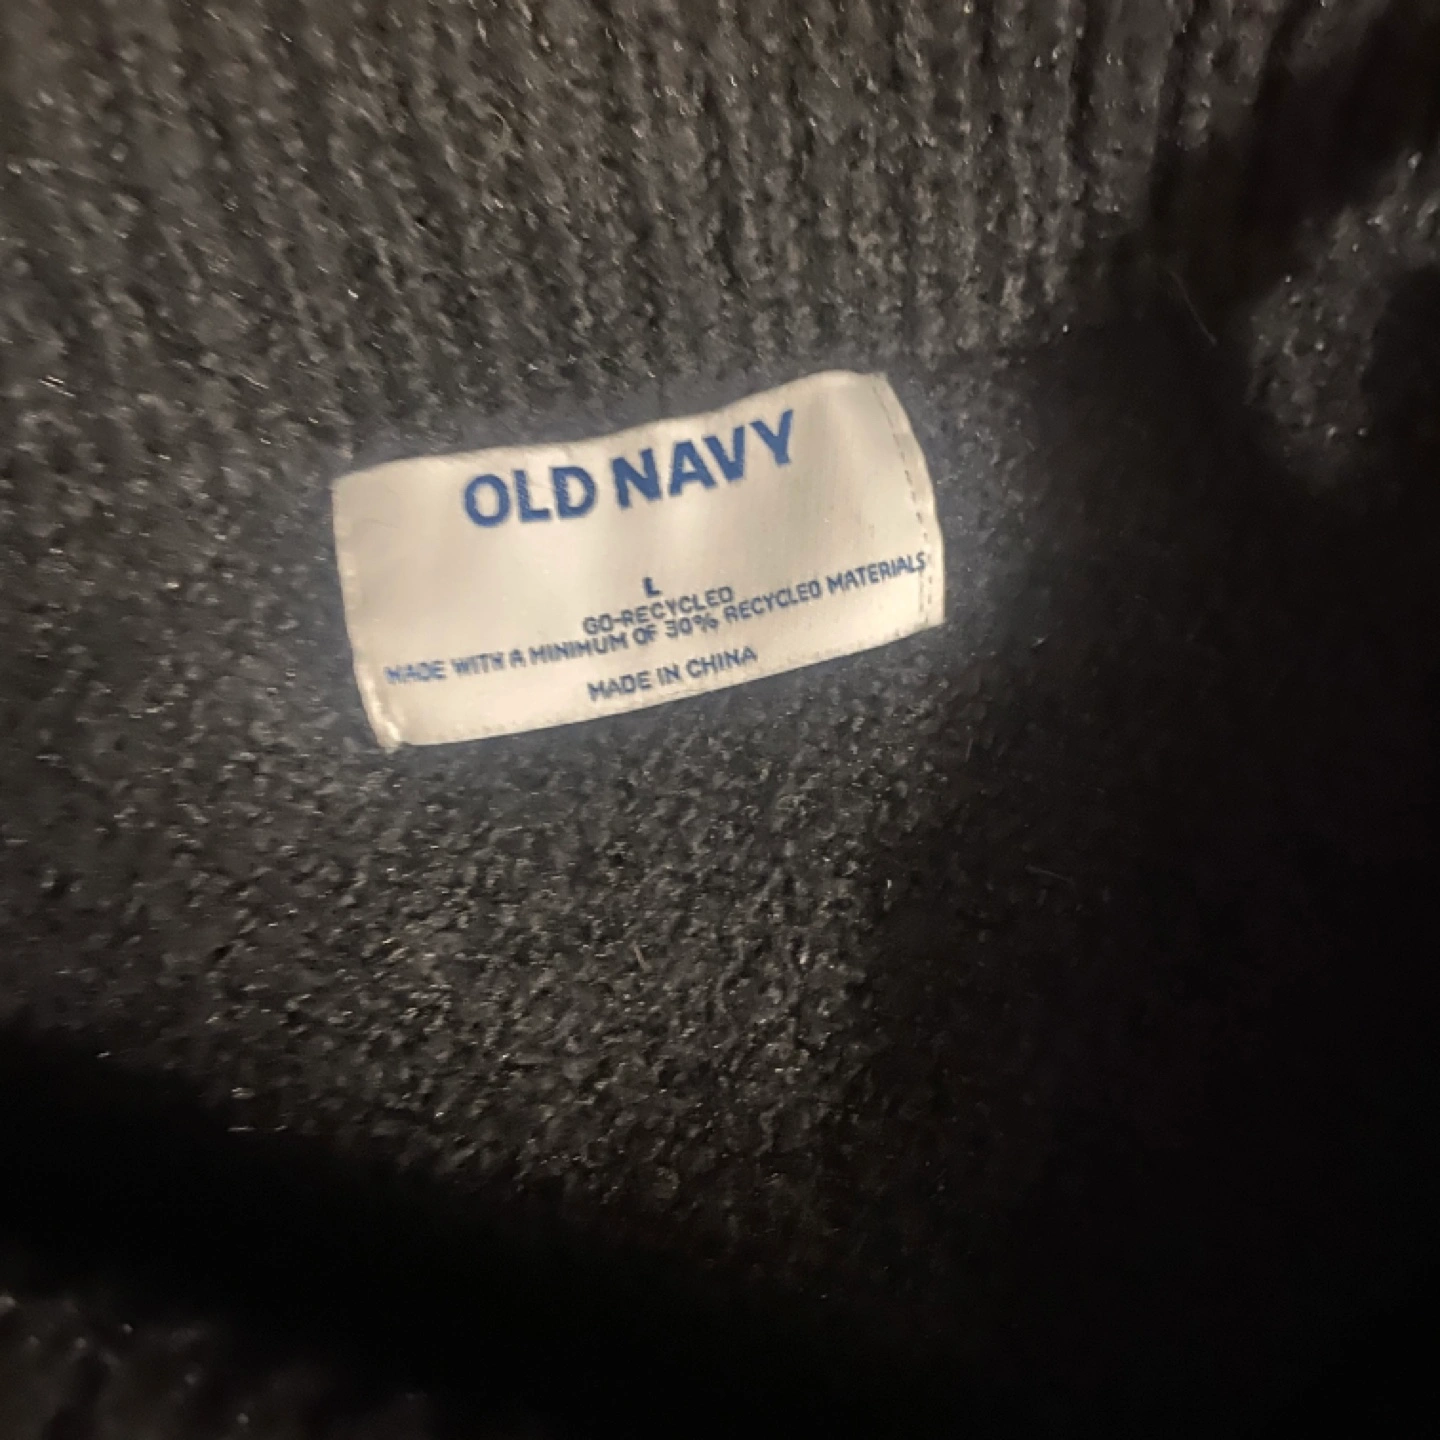 OLD NAVY
L
GO-RECYCLED
MADE WITH A MINIMUM OF 30% RECYCLED MATERIALS
MADE IN CHINA